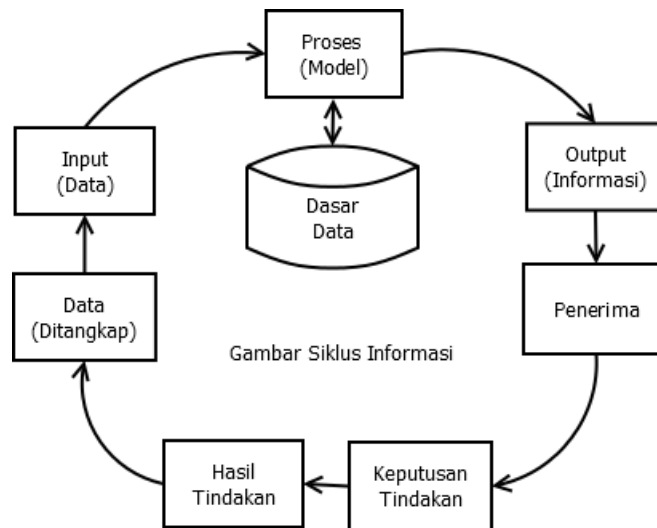 Proses
(Model)
Input
(Data)
Output
(Informasi)
Dasar
Data
Data
(Ditangkap)
Penerima
Gambar Siklus Informasi
Hasil
Tindakan
Keputusan
Tindakan